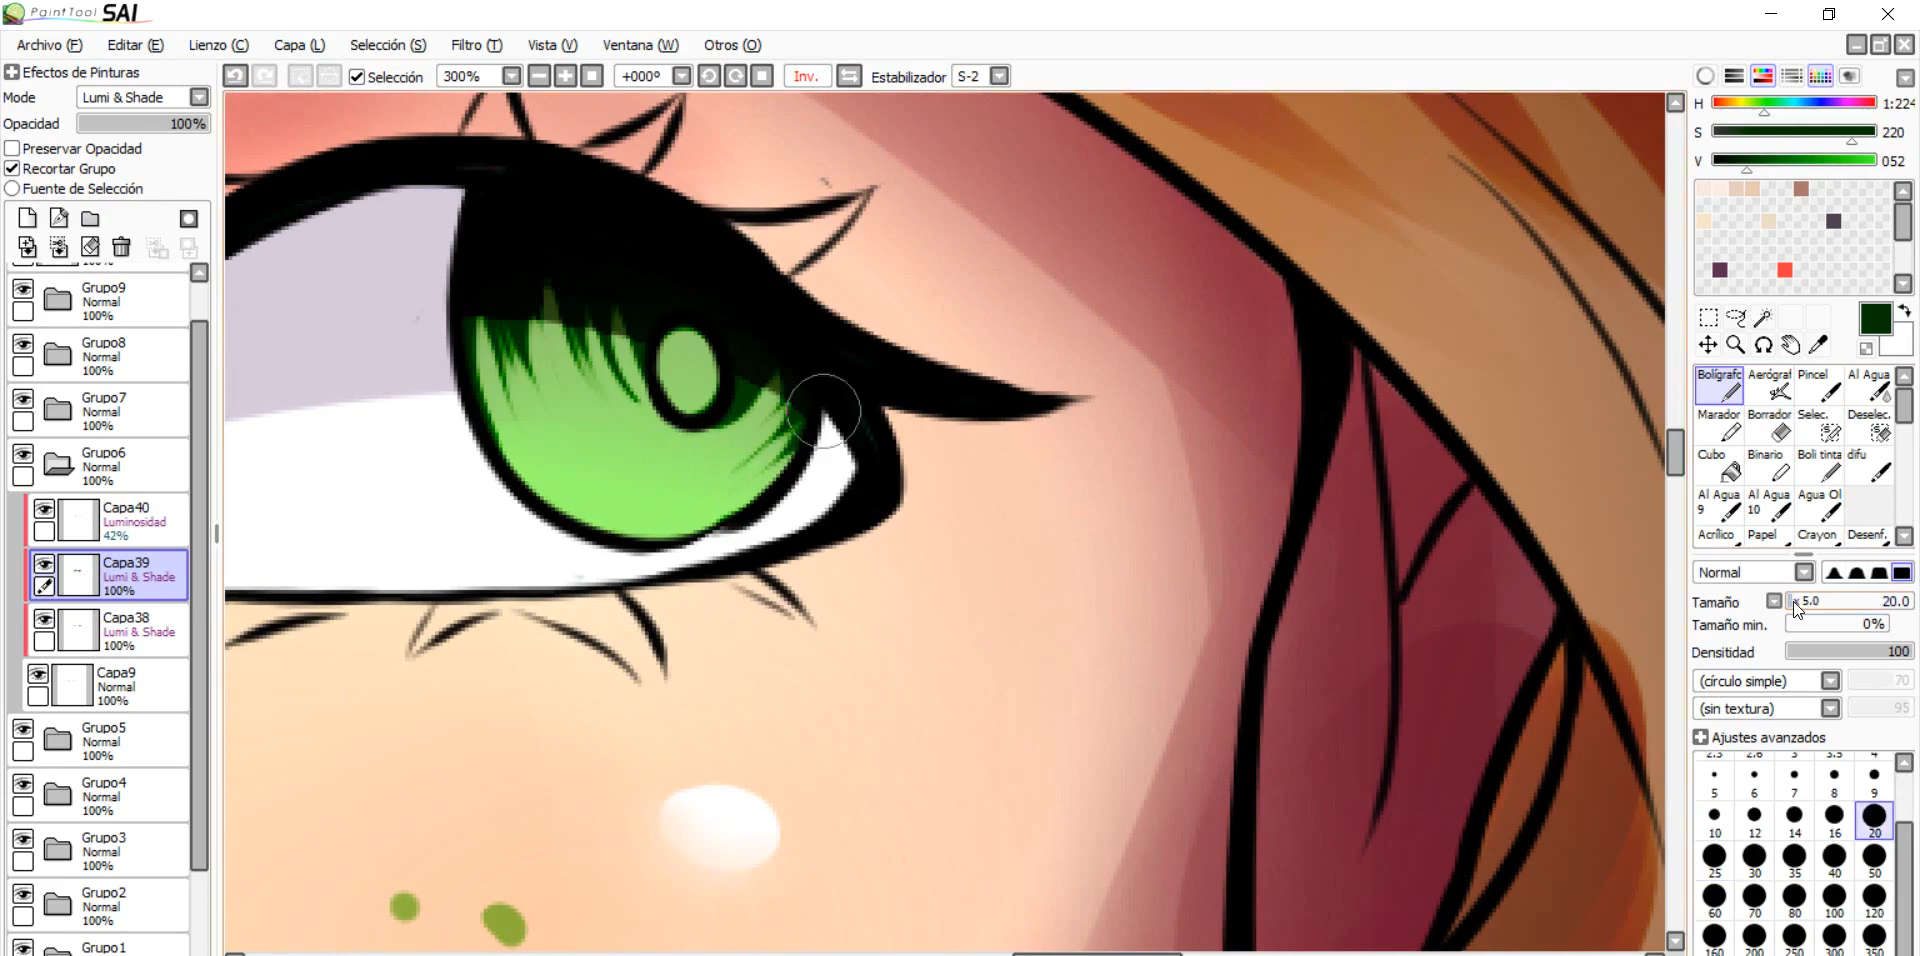 PaintTool SAI
Archivo (F) Editar (E) Lienzo (C) Capa (L) Selección (S) Filtro (T) Vista (V) Ventana (W) Otros (O)
Efectos de Pinturas
Selección 300% +000º Inv. Estabilizador S-2
Mode Lumi & Shade
Opacidad 100%
Preservar Opacidad
Recortar Grupo
Fuente de Selección
Grupo9
Normal
100%
Grupo8
Normal
100%
Grupo7
Normal
100%
Grupo6
Normal
100%
Capa40
Luminosidad
42%
Capa39
Lumi & Shade
100%
Capa38
Lumi & Shade
100%
Capa9
Normal
100%
Grupo5
Normal
100%
Grupo4
Normal
100%
Grupo3
Normal
100%
Grupo2
Normal
100%
Grupo1
H 1:224
S 220
V 052
Bolígrafc Aerógraf Pincel Al Agua
Marador Borrador Selec. Deselec.
Cubo Binario Boli tinta difu
Al Agua 9 Al Agua 10 Agua Ol
Acrílico Papel Crayon Desenf.
Normal
Tamaño x 5.0 20.0
Tamaño min. 0%
Densitidad 100
(círculo simple) 70
(sin textura) 95
Ajustes avanzados
5 6 7 8 9
10 12 14 16 20
25 30 35 40 50
60 70 80 100 120
160 200 250 300 350